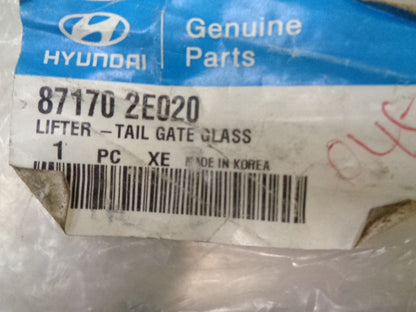 HYUNDAI
Genuine
Parts
87170 2E020
LIFTER -TAIL GATE GLASS
1 PC XE MADE IN KOREA